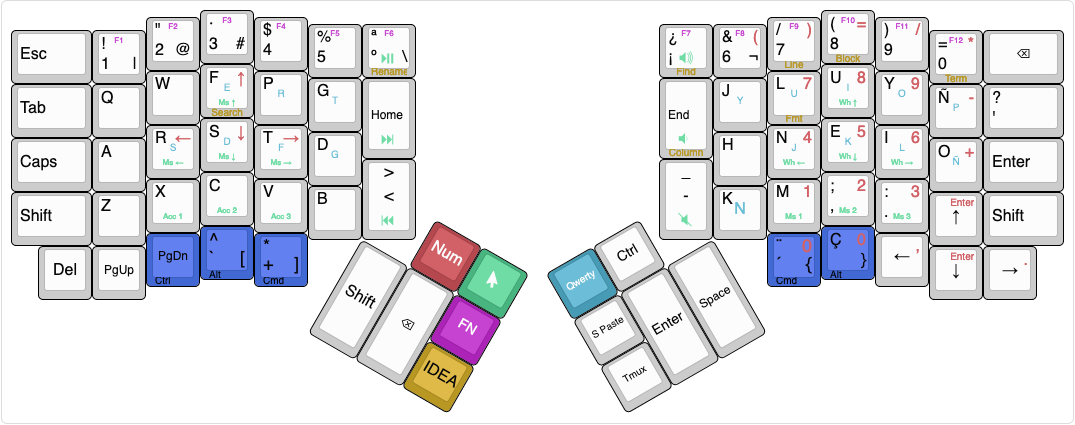 Esc
! F1
1 |
" F2
2 @
· F3
3 #
$ F4
4
% F5
5
ª F6
º \
Rename
¿ F7
¡
Find
& F8 (
6 ¬
/ F9 )
7
Line
( F10 =
8
Block
) F11 /
9
= F12 *
0
Term
⌫
Tab
Q
W
F ↑
E
Ms ↑
Search
P
R
G
T
Home
End
Column
J
Y
L 7
U
Fmt
U 8
I
Wh ↑
Y 9
O
Ñ -
P
?
'
Caps
A
R ←
S
Ms ←
S ↓
D
Ms ↓
T →
F
Ms →
D
G
H
N 4
J
Wh ←
E 5
K
Wh ↓
I 6
L
Wh →
O +
Ñ
Enter
Shift
Z
X
Acc 1
C
Acc 2
V
Acc 3
B
>
<
_
-
K
N
M 1
Ms 1
; 2
, Ms 2
: 3
. Ms 3
Enter
↑
Shift
Del
PgUp
PgDn
Ctrl
^
` [
Alt
*
+ ]
Cmd
¨ 0
´ {
Cmd
Ç 0
}
Alt
← ,
Enter
↓
→ .
Shift
⌫
Num
FN
IDEA
Qwerty
Ctrl
S Paste
Enter
Space
Tmux